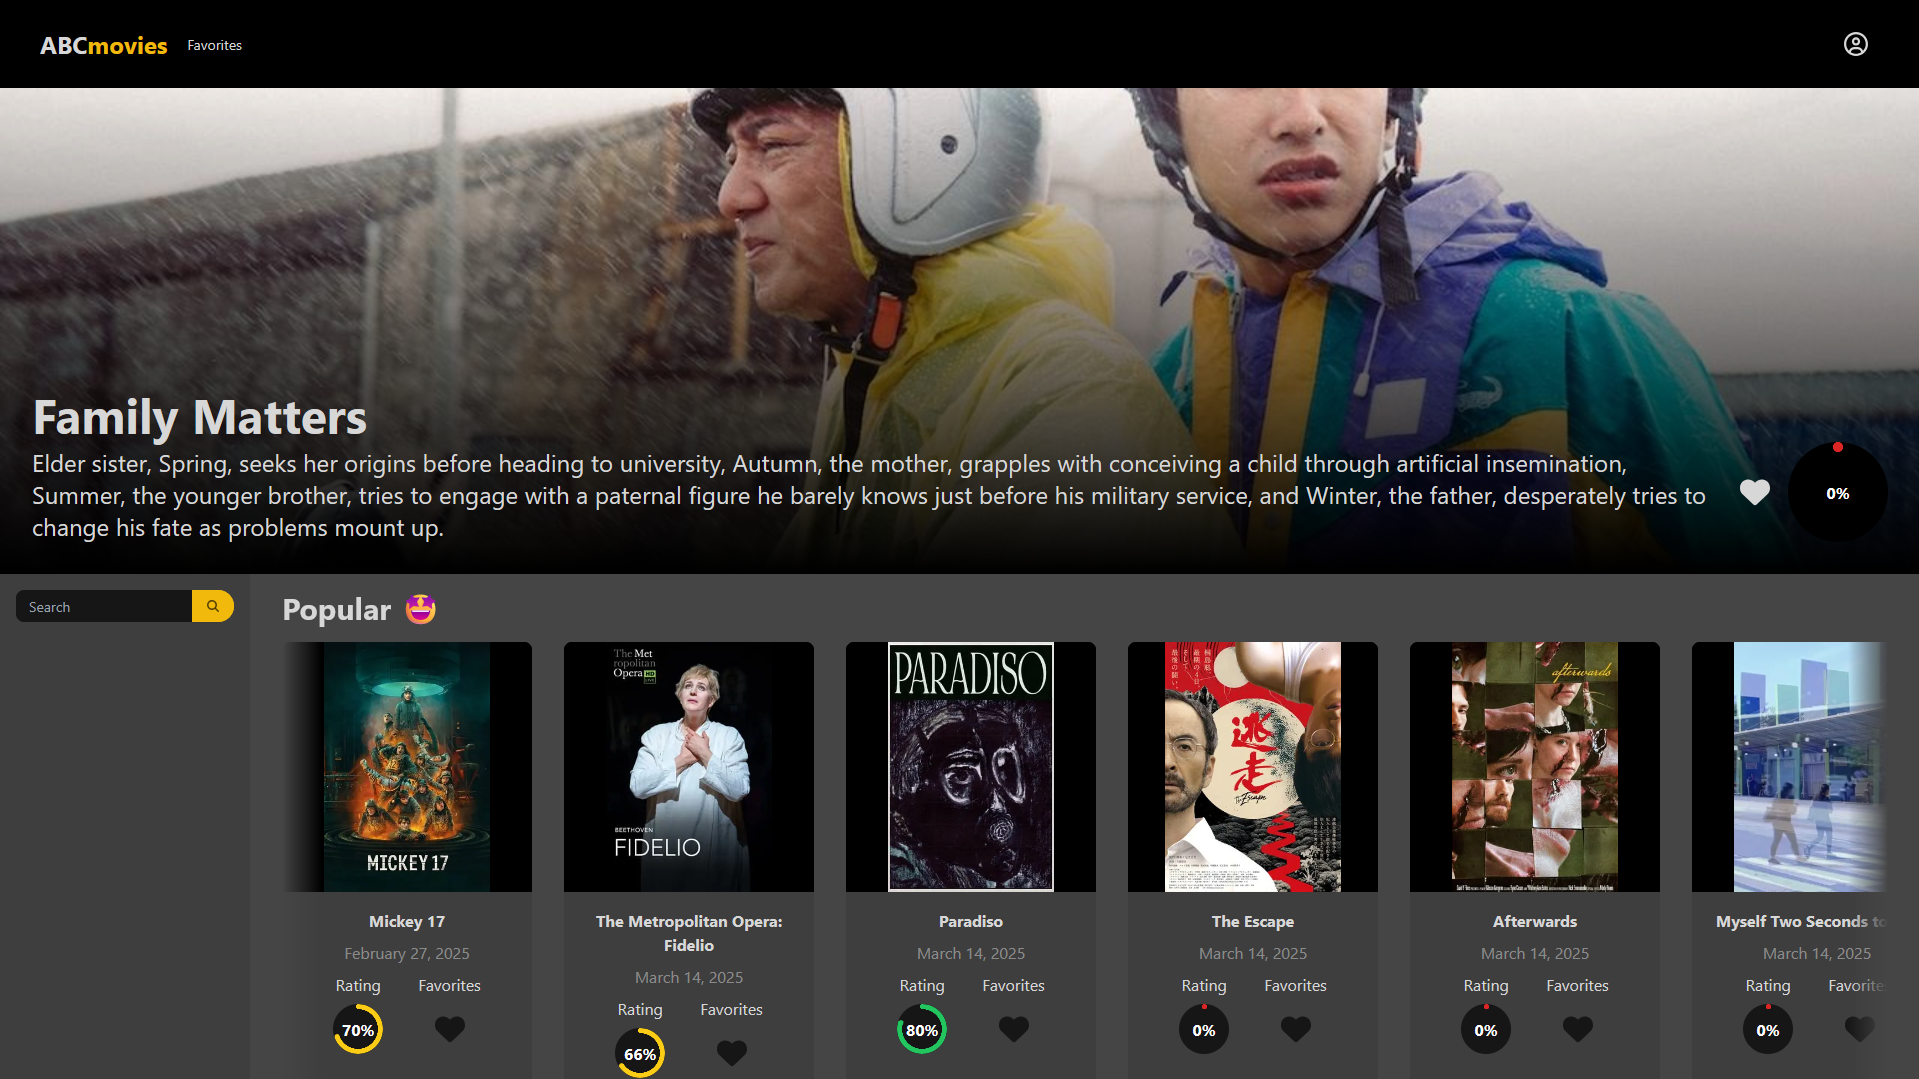 ABCmovies
Favorites
Family Matters
Elder sister, Spring, seeks her origins before heading to university, Autumn, the mother, grapples with conceiving a child through artificial insemination,
Summer, the younger brother, tries to engage with a paternal figure he barely knows just before his military service, and Winter, the father, desperately tries to
change his fate as problems mount up.
0%
Search
Popular 🤩
MICKEY 17
The Met
ropolitan
Opera HD
LIVE
BEETHOVEN
FIDELIO
PARADISO
逃走
The Escape
afterwards
Mickey 17
February 27, 2025
Rating Favorites
70%
The Metropolitan Opera:
Fidelio
March 14, 2025
Rating Favorites
66%
Paradiso
March 14, 2025
Rating Favorites
80%
The Escape
March 14, 2025
Rating Favorites
0%
Afterwards
March 14, 2025
Rating Favorites
0%
Myself Two Seconds to
March 14, 2025
Rating Favorite
0%